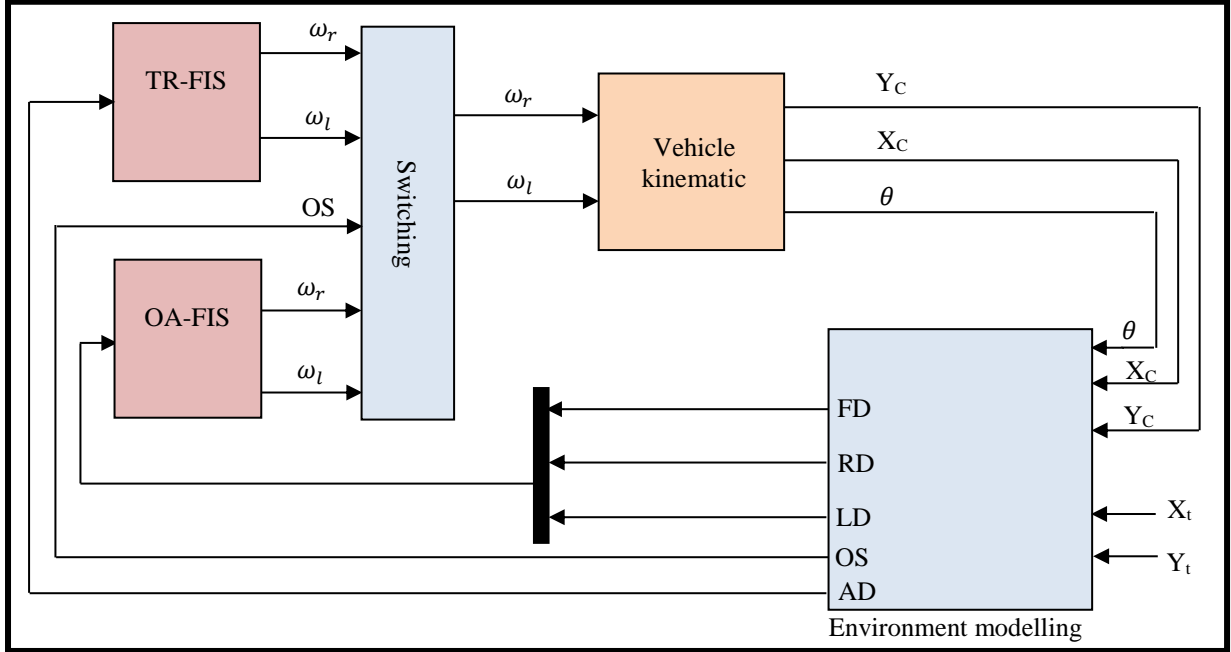 TR-FIS
ω_r
ω_l
OS
OA-FIS
ω_r
ω_l
Switching
ω_r
ω_l
Vehicle
kinematic
Y_C
X_C
θ
θ
X_C
Y_C
X_t
Y_t
FD
RD
LD
OS
AD
Environment modelling